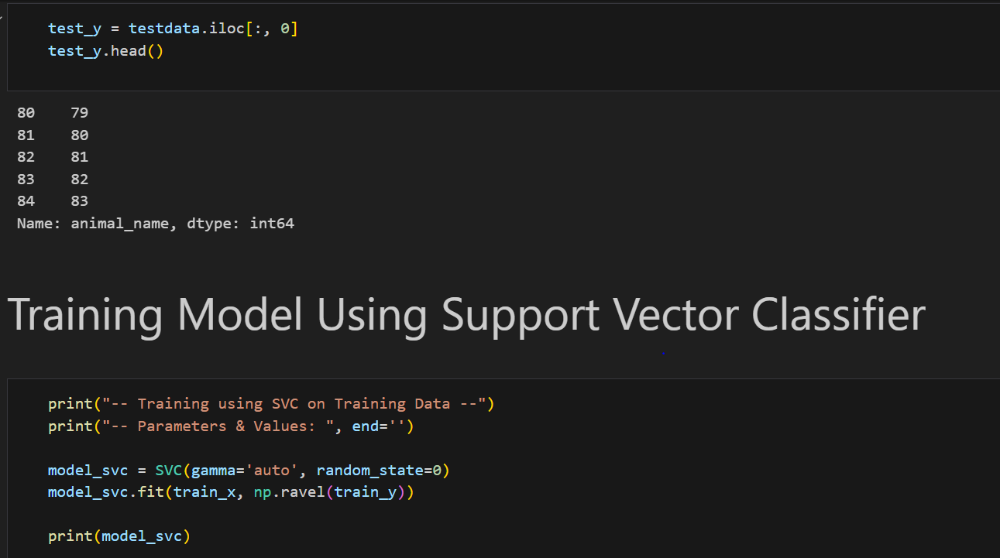 test_y = testdata.iloc[:, 0]
test_y.head()
80    79
81    80
82    81
83    82
84    83
Name: animal_name, dtype: int64
Training Model Using Support Vector Classifier
print("-- Training using SVC on Training Data --")
print("-- Parameters & Values: ", end='')
model_svc = SVC(gamma='auto', random_state=0)
model_svc.fit(train_x, np.ravel(train_y))
print(model_svc)